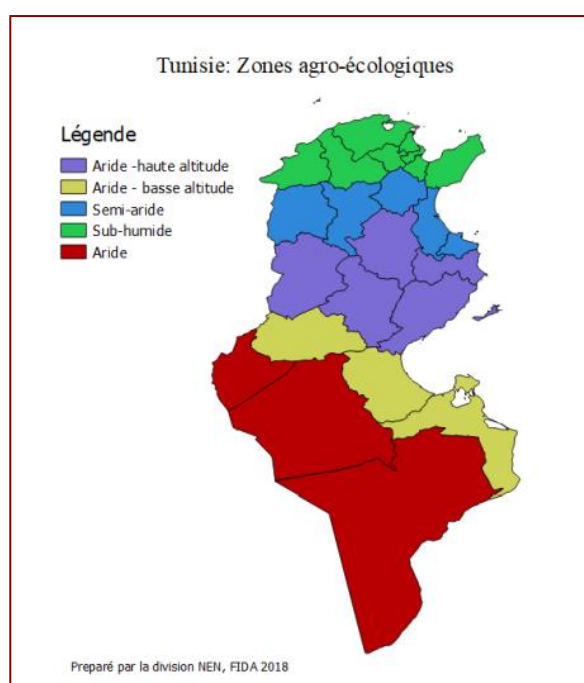 Tunisie: Zones agro-écologiques
Légende
Aride -haute altitude
Aride - basse altitude
Semi-aride
Sub-humide
Aride
Preparé par la division NEN, FIDA 2018